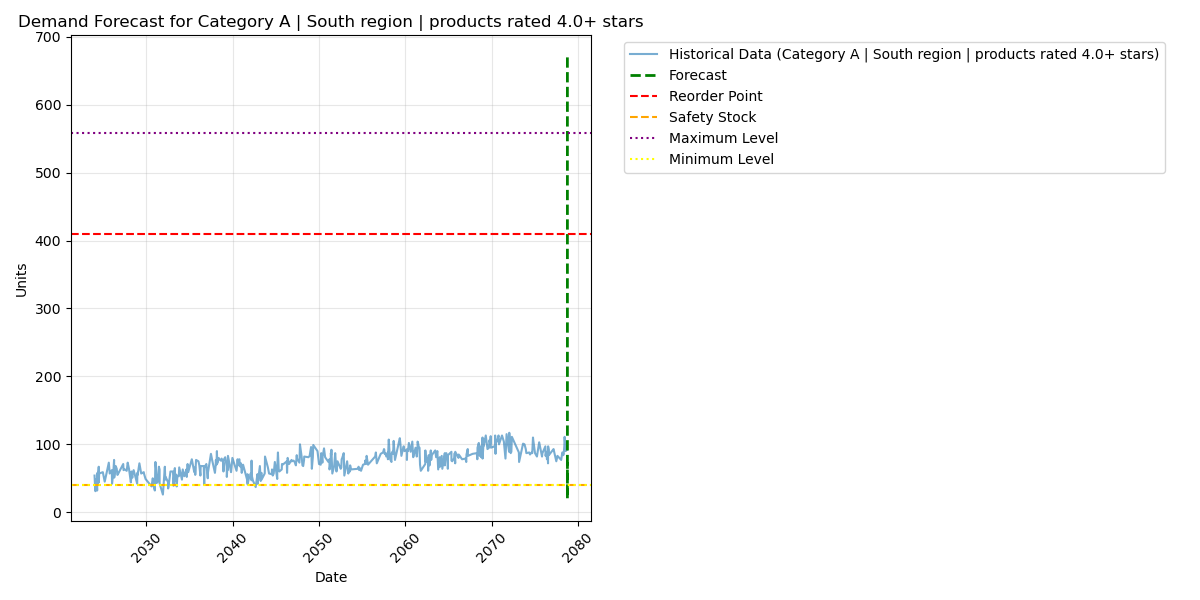 Demand Forecast for Category A | South region | products rated 4.0+ stars
700
600
500
400
300
200
100
0
Units
2030
2040
2050
2060
2070
2080
Date
Historical Data (Category A | South region | products rated 4.0+ stars)
Forecast
Reorder Point
Safety Stock
Maximum Level
Minimum Level